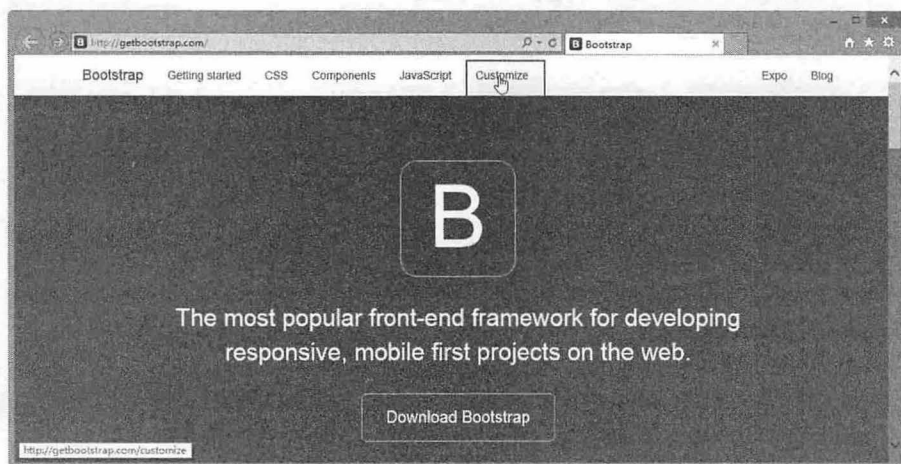 B http://getbootstrap.com/
B Bootstrap
Bootstrap Getting started CSS Components JavaScript Customize Expo Blog
B
The most popular front-end framework for developing
responsive, mobile first projects on the web.
Download Bootstrap
http://getbootstrap.com/customize